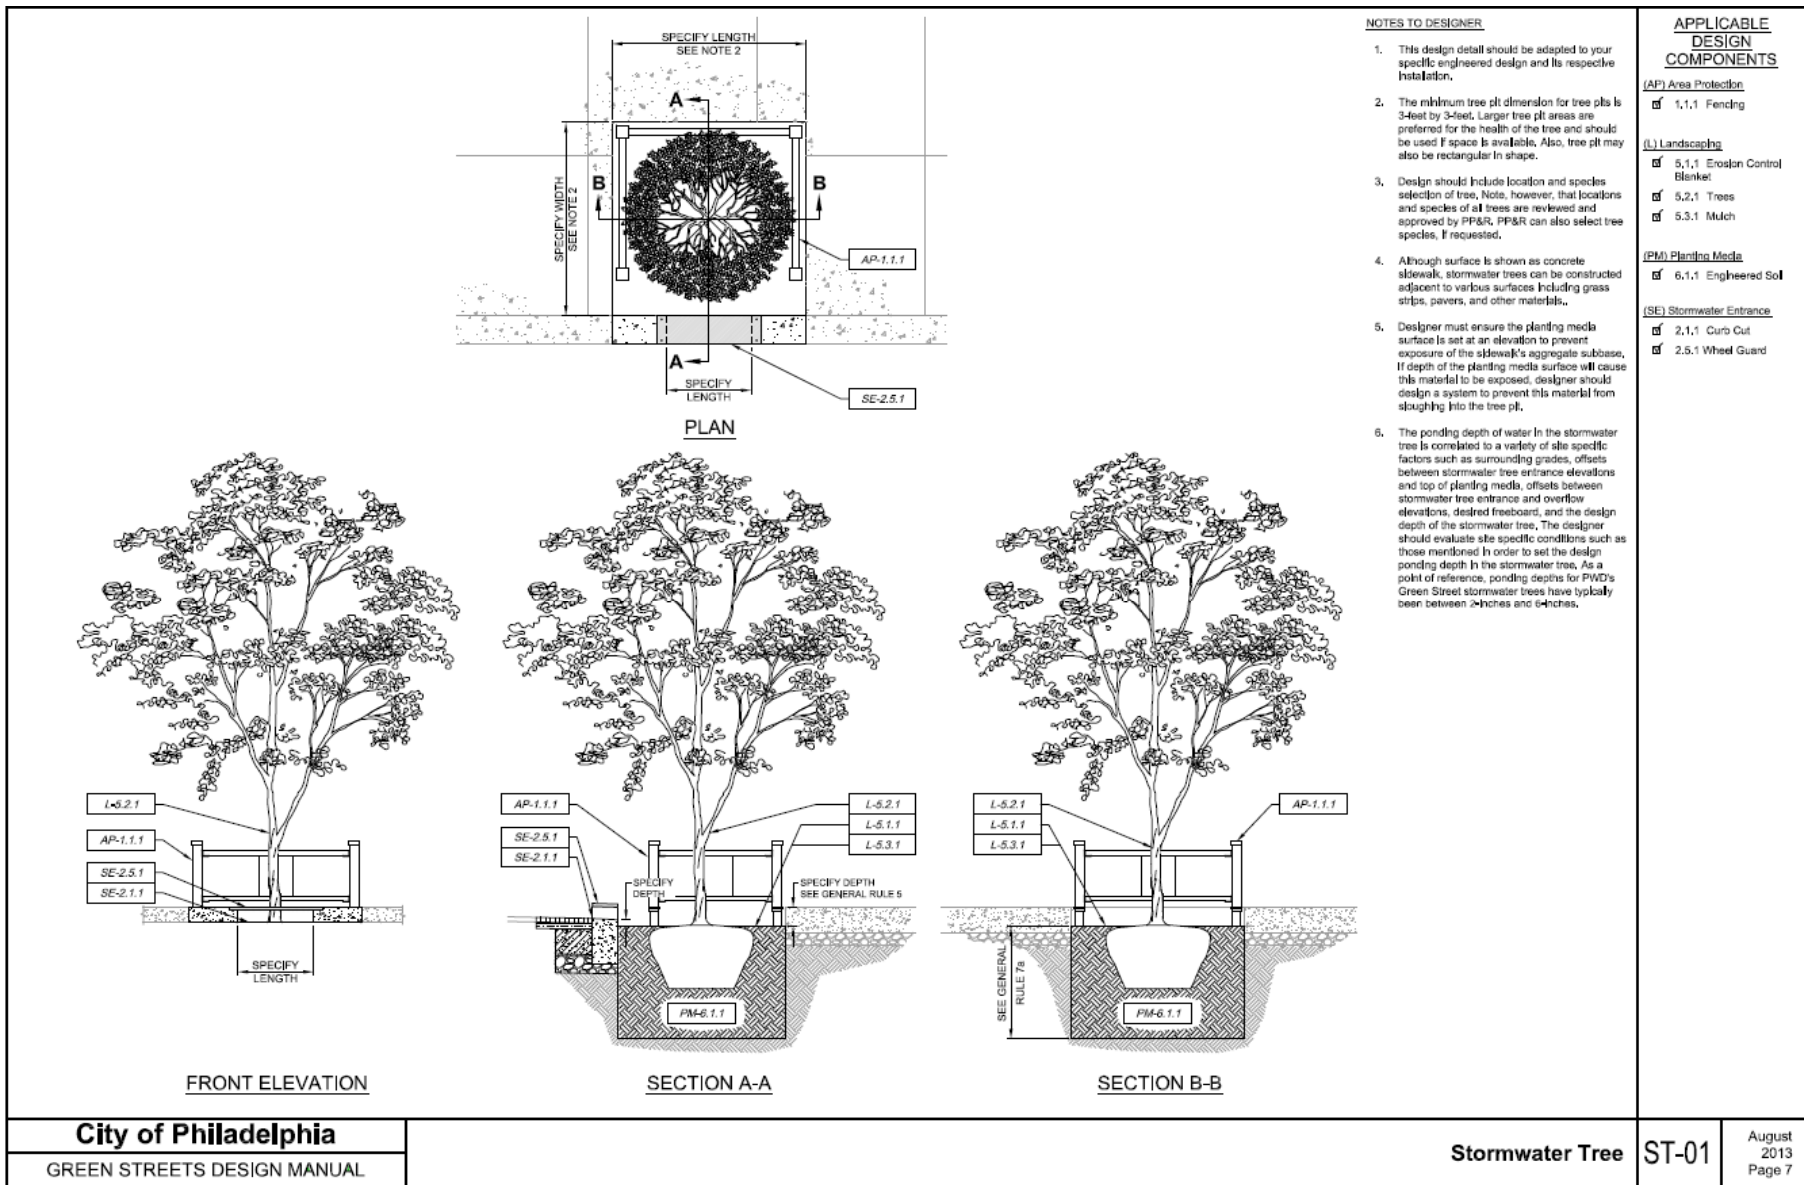 SPECIFY LENGTH
SEE NOTE 2
A
B
B
SPECIFY WIDTH
SEE NOTE 2
AP-1.1.1
A
SPECIFY
LENGTH
SE-2.5.1
PLAN
L-5.2.1
AP-1.1.1
SE-2.5.1
SE-2.1.1
SPECIFY
LENGTH
FRONT ELEVATION
AP-1.1.1
SE-2.5.1
SE-2.1.1
SPECIFY
DEPTH
L-5.2.1
L-5.1.1
L-5.3.1
SPECIFY DEPTH
SEE GENERAL RULE 5
PM-6.1.1
SECTION A-A
L-5.2.1
L-5.1.1
L-5.3.1
AP-1.1.1
SEE GENERAL
RULE 7a
PM-6.1.1
SECTION B-B
NOTES TO DESIGNER
1. This design detail should be adapted to your
specific engineered design and its respective
installation.
2. The minimum tree pit dimension for tree pits is
3-feet by 3-feet. Larger tree pit areas are
preferred for the health of the tree and should
be used if space is available. Also, tree pit may
also be rectangular in shape.
3. Design should include location and species
selection of tree. Note, however, that locations
and species of all trees are reviewed and
approved by PP&R. PP&R can also select tree
species, if requested.
4. Although surface is shown as concrete
sidewalk, stormwater trees can be constructed
adjacent to various surfaces including grass
strips, pavers, and other materials..
5. Designer must ensure the planting media
surface is set at an elevation to prevent
exposure of the sidewalk's aggregate subbase.
If depth of the planting media surface will cause
this material to be exposed, designer should
design a system to prevent this material from
sloughing into the tree pit.
6. The ponding depth of water in the stormwater
tree is correlated to a variety of site specific
factors such as surrounding grades, offsets
between stormwater tree entrance elevations
and top of planting media, offsets between
stormwater tree entrance and overflow
elevations, desired freeboard, and the design
depth of the stormwater tree. The designer
should evaluate site specific conditions such as
those mentioned in order to set the design
ponding depth in the stormwater tree. As a
point of reference, ponding depths for PWD's
Green Street stormwater trees have typically
been between 2-inches and 6-inches.
APPLICABLE
DESIGN
COMPONENTS
(AP) Area Protection
1.1.1 Fencing
(L) Landscaping
5.1.1 Erosion Control
Blanket
5.2.1 Trees
5.3.1 Mulch
(PM) Planting Media
6.1.1 Engineered Soil
(SE) Stormwater Entrance
2.1.1 Curb Cut
2.5.1 Wheel Guard
City of Philadelphia
GREEN STREETS DESIGN MANUAL
Stormwater Tree
ST-01
August
2013
Page 7